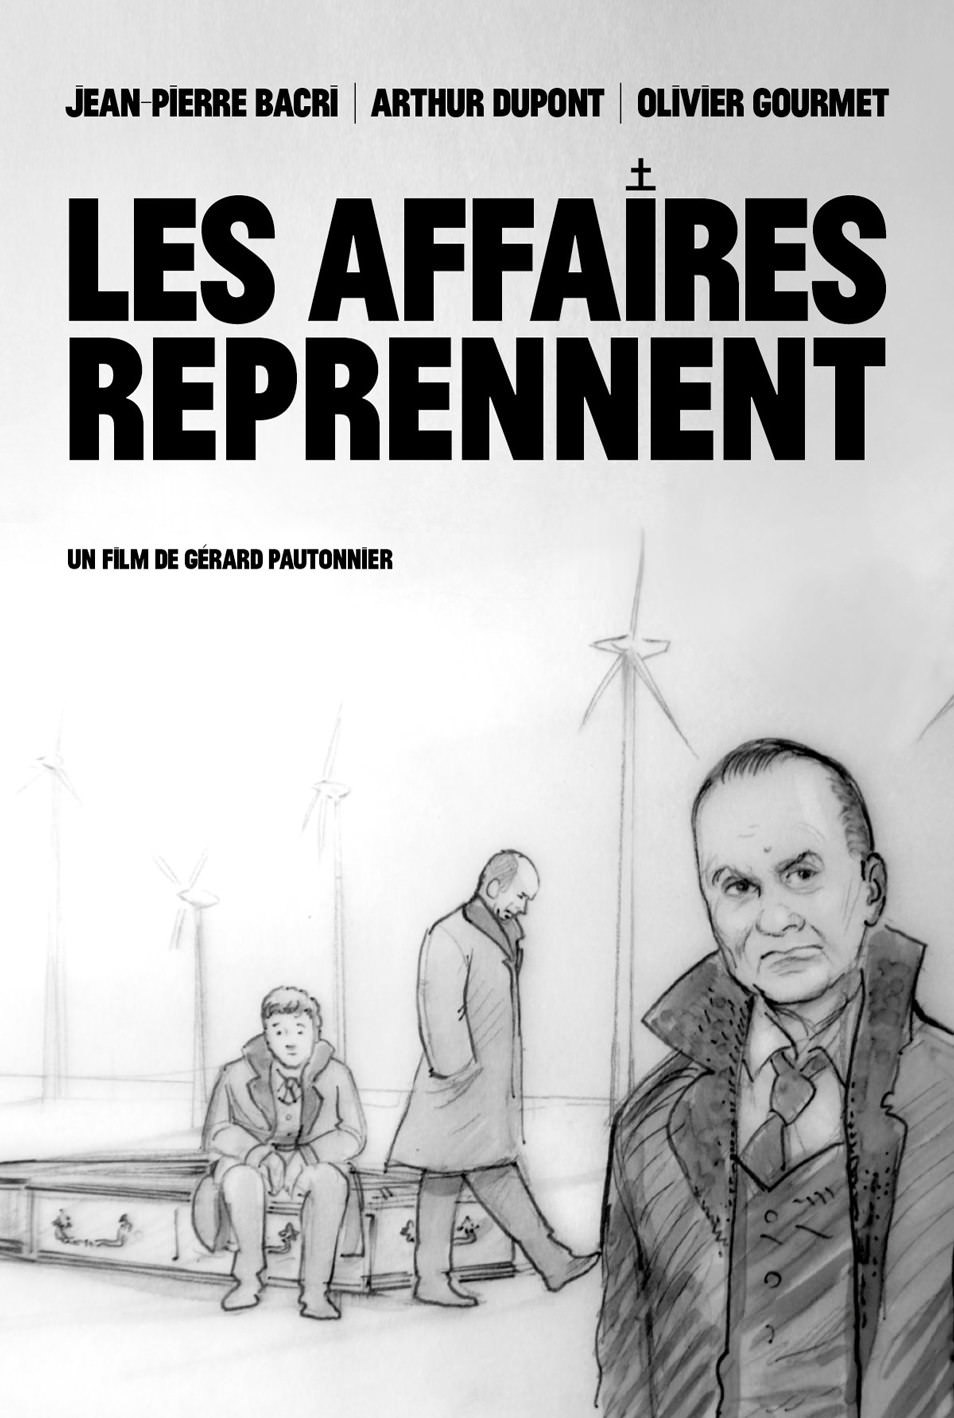 JEAN-PIERRE BACRI | ARTHUR DUPONT | OLIVIER GOURMET
LES AFFAIRES
REPRENNENT
UN FILM DE GÉRARD PAUTONNIER